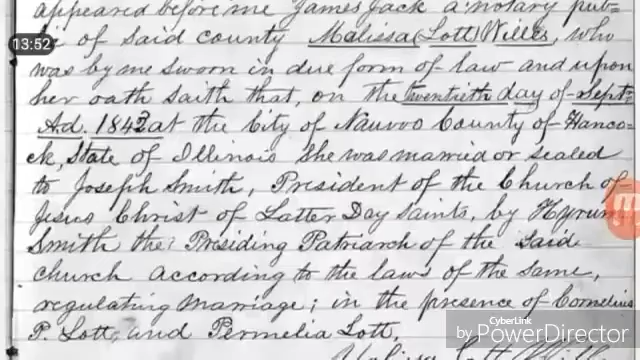 appeared before me James Jack a notary pub=
of said county Malissa (Lott) Willes, who
was by me sworn in due form of law and upon
her oath saith that, on the twentieth day of Sept.
A.d. 1843 at the City of Nauvoo County of Hanco-
ck, State of Illinois She was married or sealed
to Joseph Smith, President of the Church of
Jesus Christ of Latter Day Saints, by Hyrum
Smith the Presiding Patriarch of the said
church according to the laws of the same,
regulating marriage; in the presence of Cornelius
P. Lott, and Permelia Lott.
13:52
CyberLink
by PowerDirector